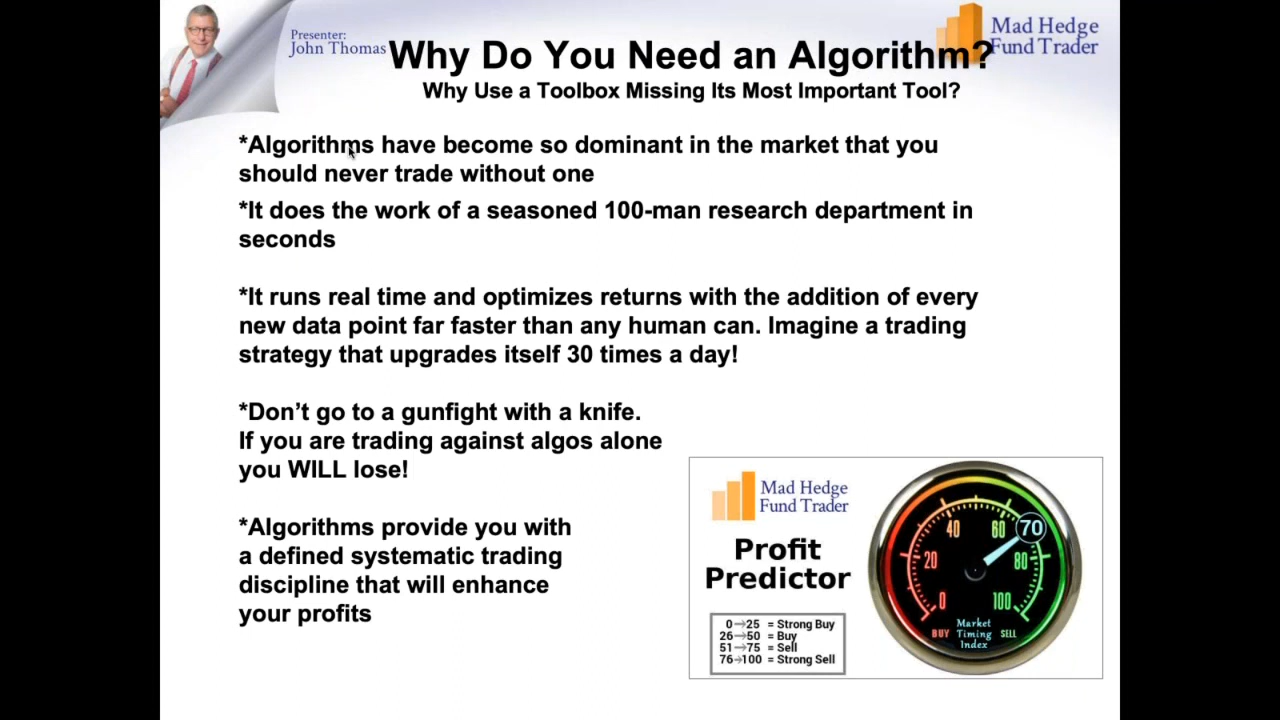 Presenter:
John Thomas
Mad Hedge
Fund Trader
Why Do You Need an Algorithm?
Why Use a Toolbox Missing Its Most Important Tool?
*Algorithms have become so dominant in the market that you
should never trade without one
*It does the work of a seasoned 100-man research department in
seconds
*It runs real time and optimizes returns with the addition of every
new data point far faster than any human can. Imagine a trading
strategy that upgrades itself 30 times a day!
*Don’t go to a gunfight with a knife.
If you are trading against algos alone
you WILL lose!
*Algorithms provide you with
a defined systematic trading
discipline that will enhance
your profits
Mad Hedge
Fund Trader
Profit
Predictor
0→25 = Strong Buy
26→50 = Buy
51→75 = Sell
76→100 = Strong Sell
40 60 70
20 80
0 100
BUY Market Timing Index SELL